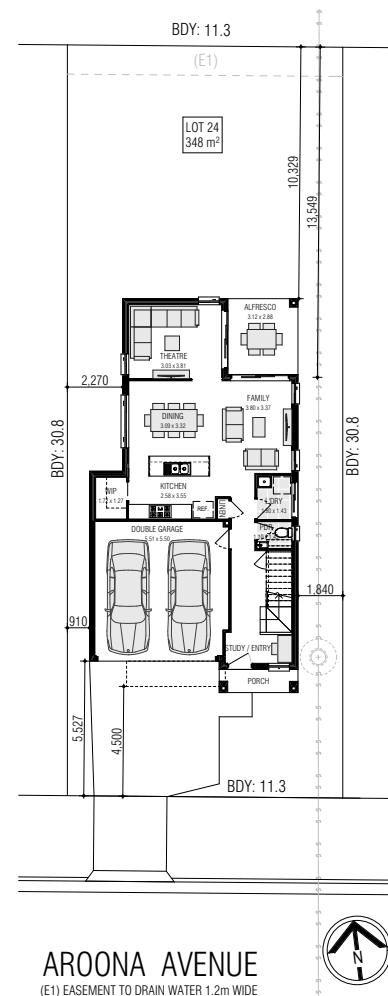 BDY: 11.3
(E1)
LOT 24
348 m²
10,329
13,549
ALFRESCO
3.12 x 2.88
THEATRE
3.03 x 3.81
2,270
FAMILY
3.80 x 3.37
DINING
3.09 x 3.32
BDY: 30.8
BDY: 30.8
KITCHEN
2.58 x 3.55
WIP
1.72 x 1.27
L'DRY
1.43
REF.
LINEN
PDR
DOUBLE GARAGE
5.51 x 5.50
1,840
910
STUDY / ENTRY
PORCH
5,527
4,500
BDY: 11.3
AROONA AVENUE
(E1) EASEMENT TO DRAIN WATER 1.2m WIDE
N